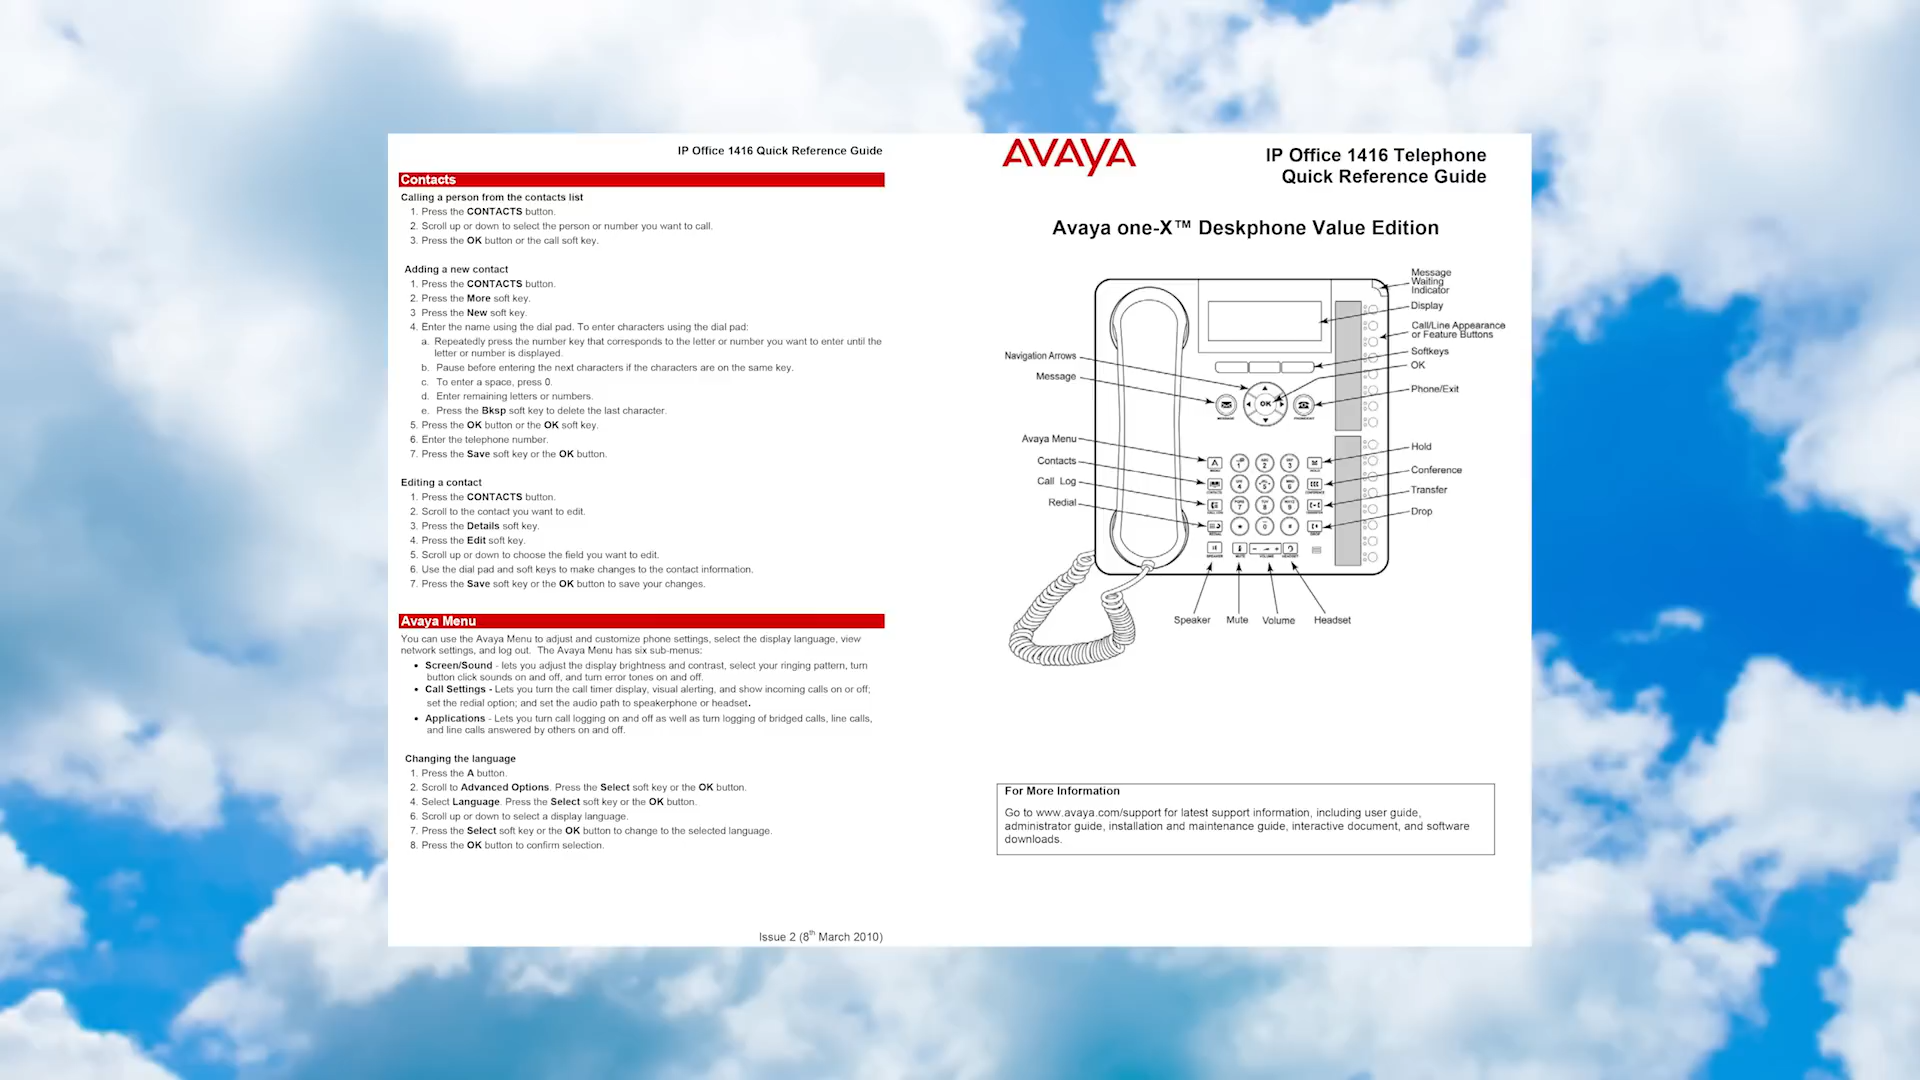 IP Office 1416 Quick Reference Guide
Contacts
Calling a person from the contacts list
1. Press the CONTACTS button.
2. Scroll up or down to select the person or number you want to call.
3. Press the OK button or the call soft key.
Adding a new contact
1. Press the CONTACTS button.
2. Press the More soft key.
3 Press the New soft key.
4. Enter the name using the dial pad. To enter characters using the dial pad:
a. Repeatedly press the number key that corresponds to the letter or number you want to enter until the
letter or number is displayed.
b. Pause before entering the next characters if the characters are on the same key.
c. To enter a space, press 0.
d. Enter remaining letters or numbers.
e. Press the Bksp soft key to delete the last character.
5. Press the OK button or the OK soft key.
6. Enter the telephone number.
7. Press the Save soft key or the OK button.
Editing a contact
1. Press the CONTACTS button.
2. Scroll to the contact you want to edit.
3. Press the Details soft key.
4. Press the Edit soft key.
5. Scroll up or down to choose the field you want to edit.
6. Use the dial pad and soft keys to make changes to the contact information.
7. Press the Save soft key or the OK button to save your changes.
Avaya Menu
You can use the Avaya Menu to adjust and customize phone settings, select the display language, view
network settings, and log out. The Avaya Menu has six sub-menus:
• Screen/Sound - lets you adjust the display brightness and contrast, select your ringing pattern, turn
button click sounds on and off, and turn error tones on and off.
• Call Settings - Lets you turn the call timer display, visual alerting, and show incoming calls on or off;
set the redial option; and set the audio path to speakerphone or headset.
• Applications - Lets you turn call logging on and off as well as turn logging of bridged calls, line calls,
and line calls answered by others on and off.
Changing the language
1. Press the A button.
2. Scroll to Advanced Options. Press the Select soft key or the OK button.
4. Select Language. Press the Select soft key or the OK button.
6. Scroll up or down to select a display language.
7. Press the Select soft key or the OK button to change to the selected language.
8. Press the OK button to confirm selection.
Issue 2 (8th March 2010)
AVAYA
IP Office 1416 Telephone
Quick Reference Guide
Avaya one-X™ Deskphone Value Edition
Message
Waiting
Indicator
Display
Call/Line Appearance
or Feature Buttons
Softkeys
OK
Phone/Exit
Hold
Conference
Transfer
Drop
Navigation Arrows
Message
Avaya Menu
Contacts
Call Log
Redial
OK
1 2 3
4 5 6
7 8 9
* 0 #
Speaker Mute Volume Headset
For More Information
Go to www.avaya.com/support for latest support information, including user guide,
administrator guide, installation and maintenance guide, interactive document, and software
downloads.